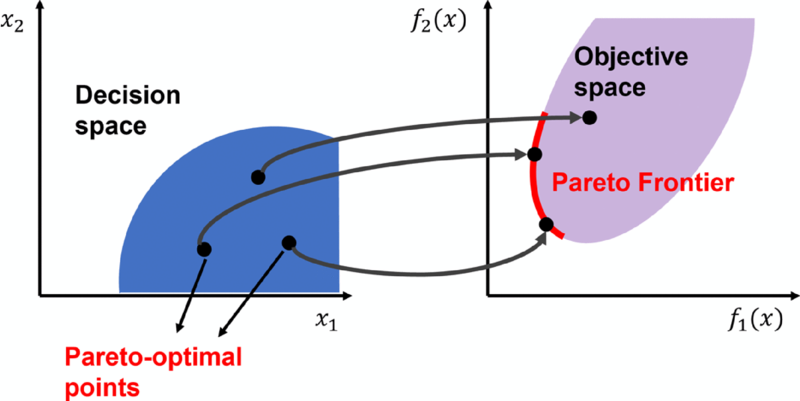 x₂
Decision
space
x₁
Pareto-optimal
points
f₂(x)
Objective
space
Pareto Frontier
f₁(x)